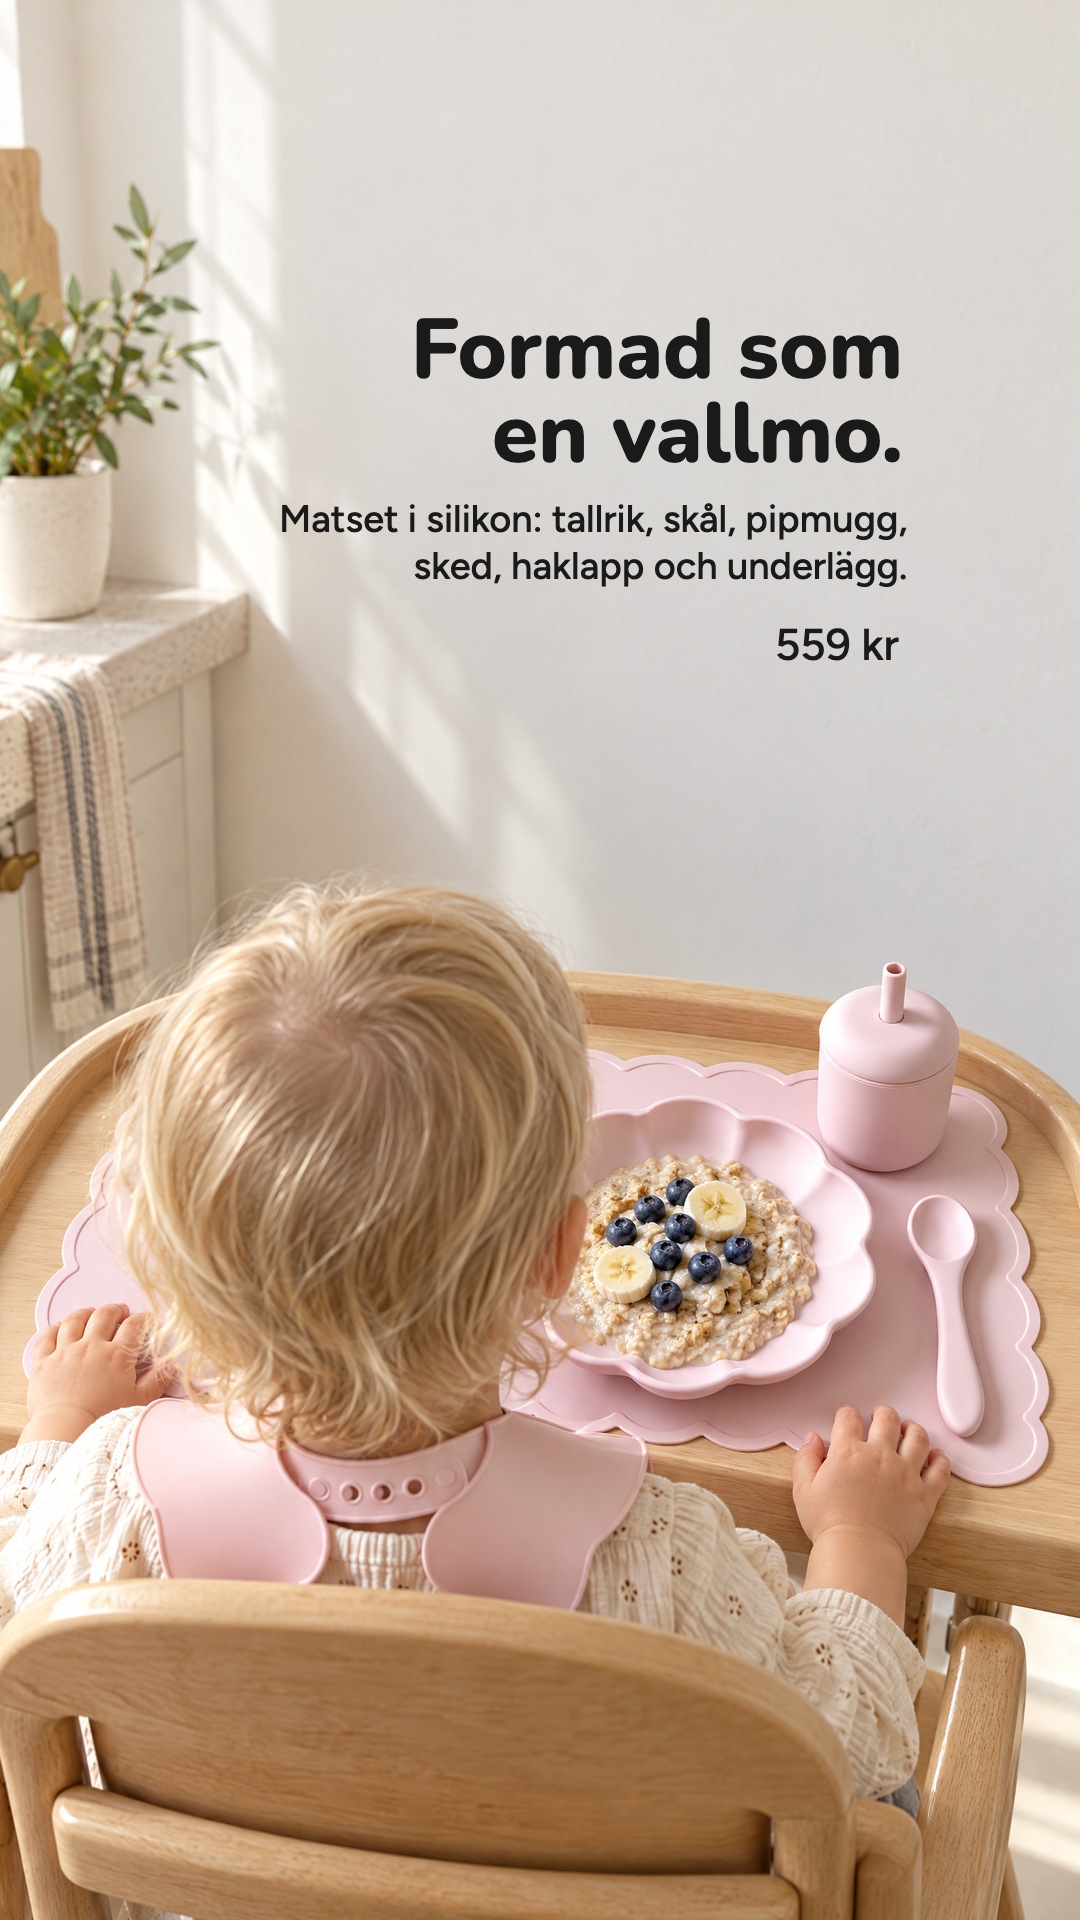 Formad som
en vallmo.
Matset i silikon: tallrik, skål, pipmugg,
sked, haklapp och underlägg.
559 kr